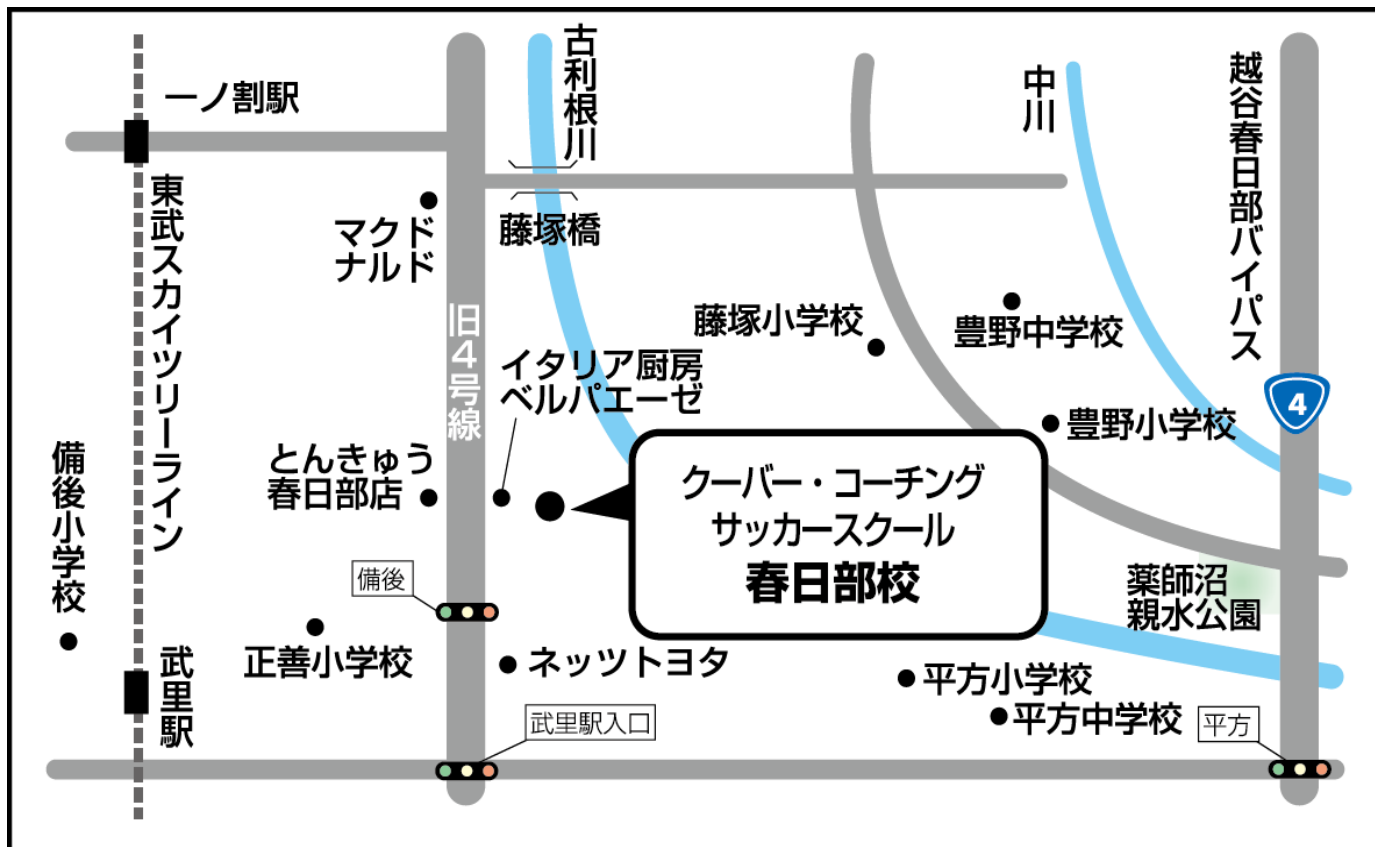 一ノ割駅
古利根川
中川
越谷春日部バイパス
東武スカイツリーライン
マクド
ナルド
藤塚橋
旧4号線
藤塚小学校
豊野中学校
イタリア厨房
ベルパエーゼ
4
豊野小学校
備後小学校
とんきゅう
春日部店
クーバー・コーチング
サッカースクール
春日部校
備後
薬師沼
親水公園
正善小学校
武里駅
ネッツトヨタ
平方小学校
平方中学校
武里駅入口
平方